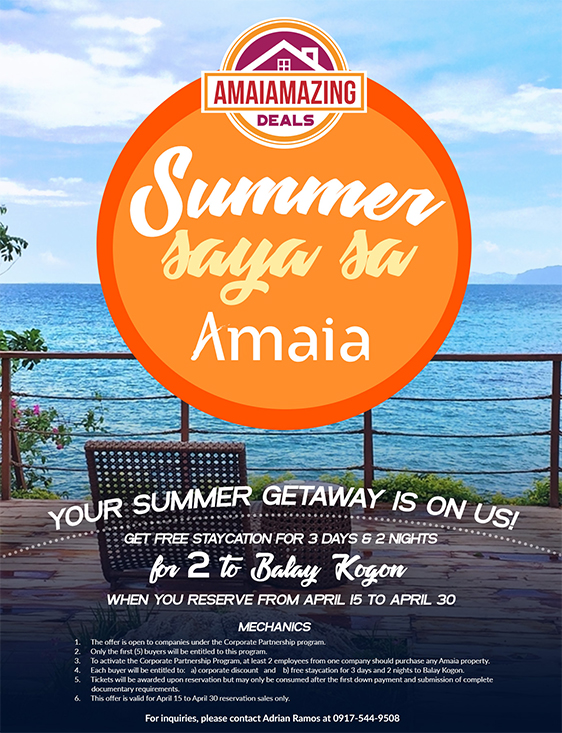 AMAIAMAZING
DEALS
Summer
saya sa
Amaia
YOUR SUMMER GETAWAY IS ON US!
GET FREE STAYCATION FOR 3 DAYS & 2 NIGHTS
for 2 to Balay Kogon
WHEN YOU RESERVE FROM APRIL 15 TO APRIL 30
MECHANICS
1. The offer is open to companies under the Corporate Partnership program.
2. Only the first (5) buyers will be entitled to this program.
3. To activate the Corporate Partnership Program, at least 2 employees from one company should purchase any Amaia property.
4. Each buyer will be entitled to: a) corporate discount and b) free staycation for 3 days and 2 nights to Balay Kogon.
5. Tickets will be awarded upon reservation but may only be consumed after the first down payment and submission of complete
documentary requirements.
6. This offer is valid for April 15 to April 30 reservation sales only.
For inquiries, please contact Adrian Ramos at 0917-544-9508